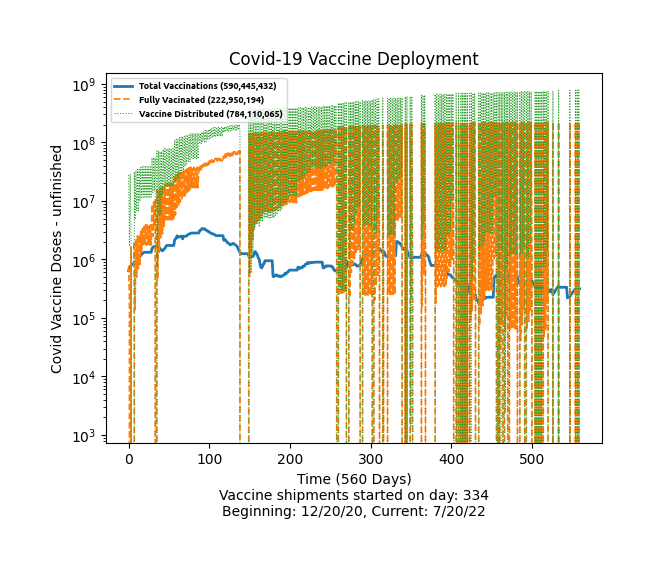 Covid-19 Vaccine Deployment
Total Vaccinations (590,445,432)
Fully Vacinated (222,950,194)
Vaccine Distributed (784,110,065)
Covid Vaccine Doses - unfinished
10⁹
10⁸
10⁷
10⁶
10⁵
10⁴
10³
0 100 200 300 400 500
Time (560 Days)
Vaccine shipments started on day: 334
Beginning: 12/20/20, Current: 7/20/22